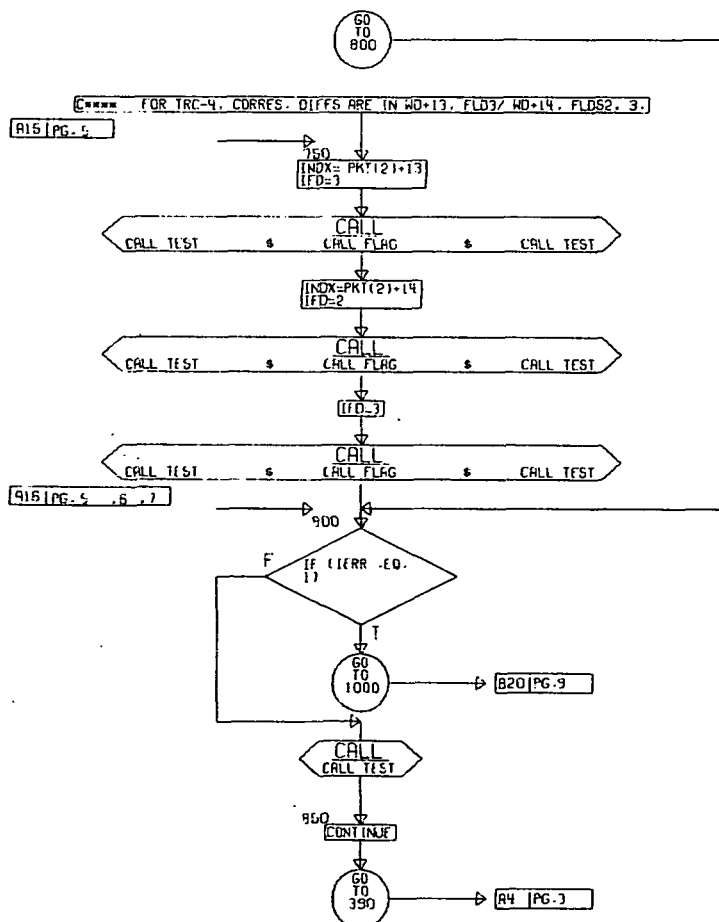 GO
TO
800
C**** FOR TRC-4, CORRES. DIFFS ARE IN WD+13, FLD3/ WD+14, FLDS2, 3.
A15 PG. 5
750
INDX= PKT(2)+13
IFD=3
CALL
CALL TEST $ CALL FLAG $ CALL TEST
INDX=PKT(2)+14
IFD=2
CALL
CALL TEST $ CALL FLAG $ CALL TEST
IFD=3
CALL
CALL TEST $ CALL FLAG $ CALL TEST
A15 PG. 5 ,6 ,7
800
IF (IERR .EQ.
1)
F
T
GO
TO
1000
B20 PG.9
CALL
CALL TEST
CONTINUE
GO
TO
390
A4 PG.3